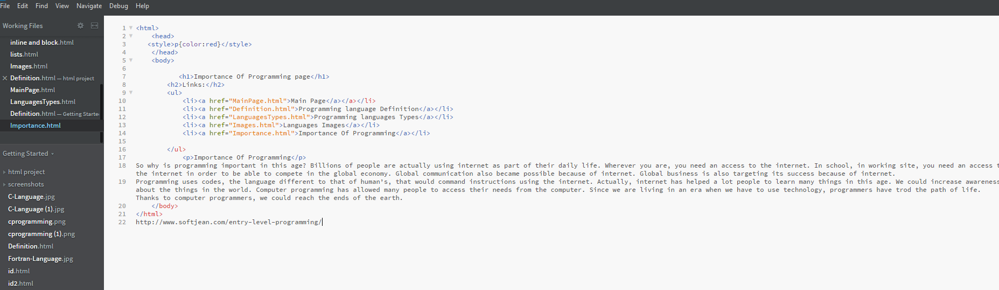 File Edit Find View Navigate Debug Help
Working Files
inline and block.html
lists.html
Images.html
Definition.html — html project
MainPage.html
LanguagesTypes.html
Definition.html — Getting Started
Importance.html
Getting Started
html project
screenshots
C-Language.jpg
C-Language (1).jpg
cprogramming.png
cprogramming (1).png
Definition.html
Fortran-Language.jpg
id.html
id2.html
1 <html>
2 <head>
3 <style>p{color:red}</style>
4 </head>
5 <body>
6
7 <h1>Importance Of Programming page</h1>
8 <h2>Links:</h2>
9 <ul>
10 <li><a href="MainPage.html">Main Page</a></a></li>
11 <li><a href="Definition.html">Programming language Definition</a></li>
12 <li><a href="LanguagesTypes.html">Programming languages Types</a></li>
13 <li><a href="Images.html">Languages Images</a></li>
14 <li><a href="Importance.html">Importance Of Programming</a></li>
15
16 </ul>
17 <p>Importance Of Programming</p>
18 So why is programming important in this age? Billions of people are actually using internet as part of their daily life. Wherever you are, you need an access to the internet. In school, in working site, you need an access t
the internet in order to be able to compete in the global economy. Global communication also became possible because of internet. Global business is also targeting its success because of internet.
19 Programming uses codes, the language different to that of human's, that would command instructions using the internet. Actually, internet has helped a lot people to learn many things in this age. We could increase awareness
about the things in the world. Computer programming has allowed many people to access their needs from the computer. Since we are living in an era when we have to use technology, programmers have trod the path of life.
Thanks to computer programmers, we could reach the ends of the earth.
20 </body>
21 </html>
22 http://www.softjean.com/entry-level-programming/